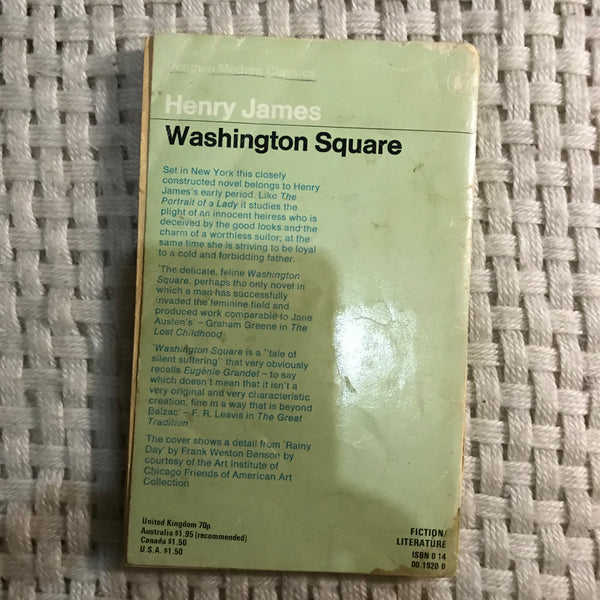 Penguin Modern Classics
Henry James
Washington Square
Set in New York this closely
constructed novel belongs to Henry
James's early period. Like The
Portrait of a Lady it studies the
plight of an innocent heiress who is
deceived by the good looks and the
charm of a worthless suitor; at the
same time she is striving to be loyal
to a cold and forbidding father.
'The delicate, feline Washington
Square, perhaps the only novel in
which a man has successfully
invaded the feminine field and
produced work comparable to Jane
Austen's' – Graham Greene in The
Lost Childhood
'Washington Square is a "tale of
silent suffering" that very obviously
recalls Eugénie Grandet – to say
which doesn't mean that it isn't a
very original and very characteristic
creation, fine in a way that is beyond
Balzac' – F. R. Leavis in The Great
Tradition
The cover shows a detail from 'Rainy
Day' by Frank Weston Benson by
courtesy of the Art Institute of
Chicago Friends of American Art
Collection
United Kingdom 70p
Australia $1.95 (recommended)
Canada $1.50
U.S.A. $1.50
FICTION/
LITERATURE
ISBN 0 14
00.1920 0